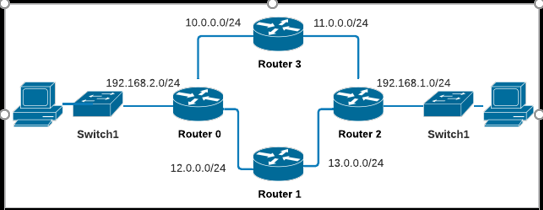 10.0.0.0/24
11.0.0.0/24
Router 3
192.168.2.0/24
192.168.1.0/24
Switch1
Router 0
Router 2
Switch1
12.0.0.0/24
13.0.0.0/24
Router 1